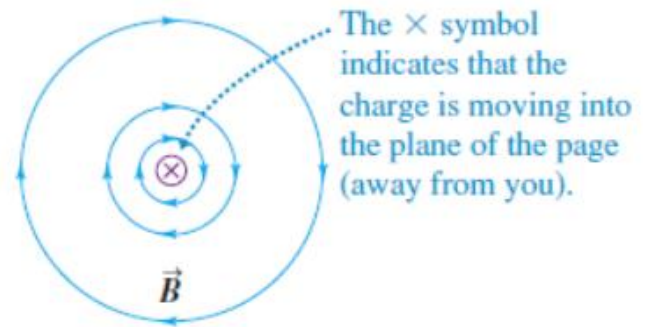 The × symbol
indicates that the
charge is moving into
the plane of the page
(away from you).
×
B⃗